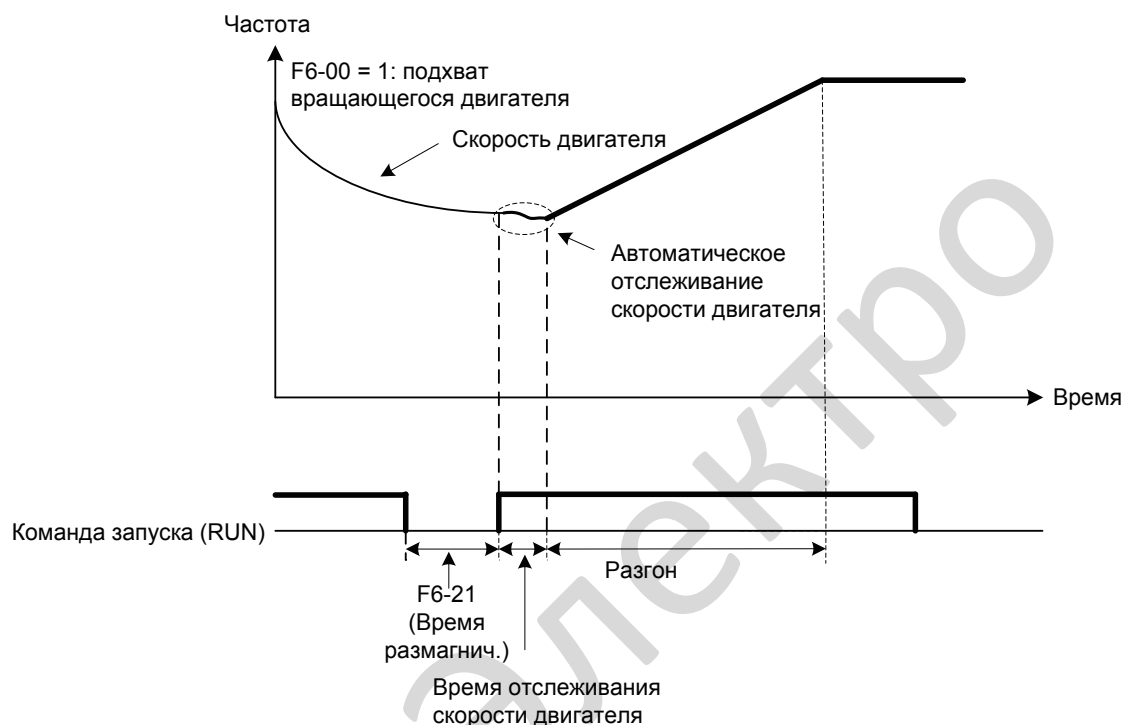 Частота
F6-00 = 1: подхват
вращающегося двигателя
Скорость двигателя
Автоматическое
отслеживание
скорости двигателя
Время
Команда запуска (RUN)
Разгон
F6-21
(Время
размагнич.)
Время отслеживания
скорости двигателя
электро